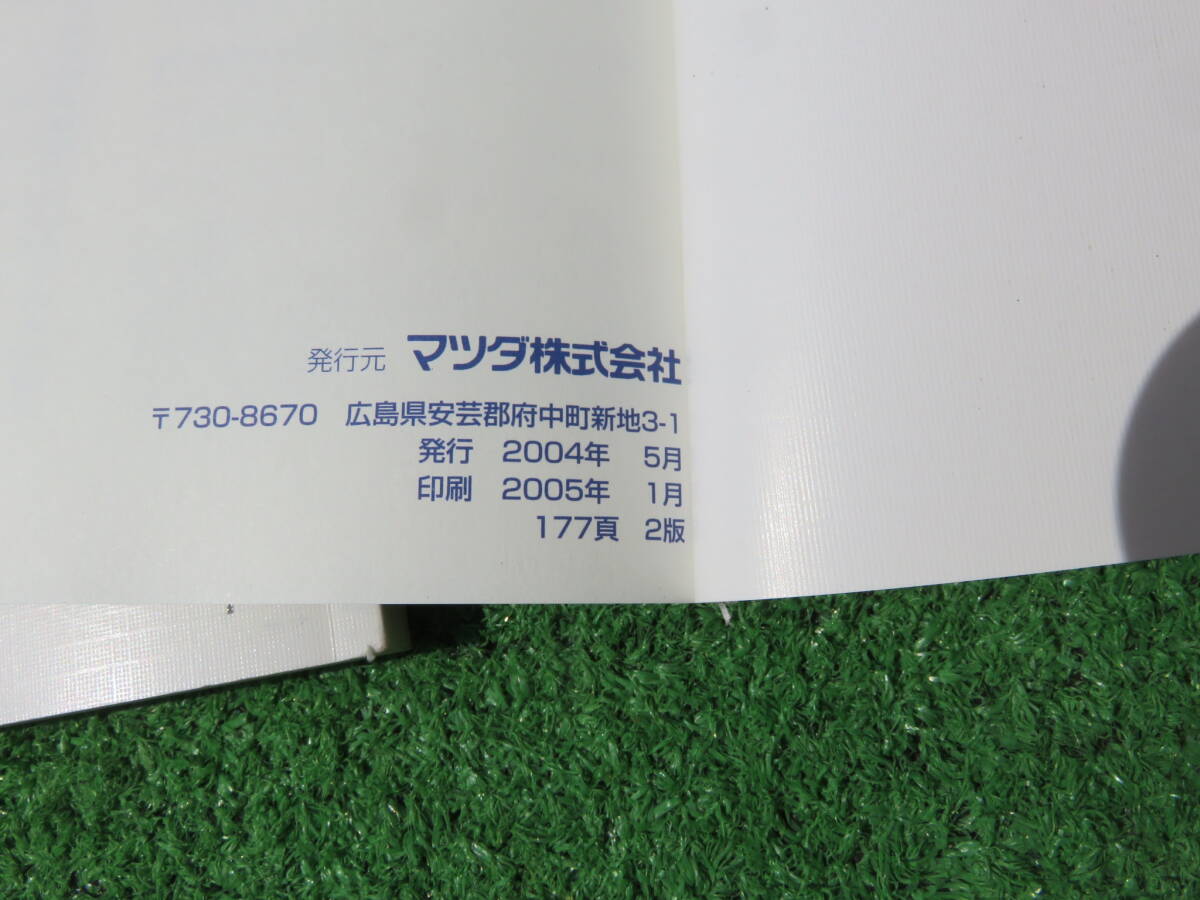 発行元 マツダ株式会社
〒730-8670 広島県安芸郡府中町新地3-1
発行 2004年 5月
印刷 2005年 1月
177頁 2版